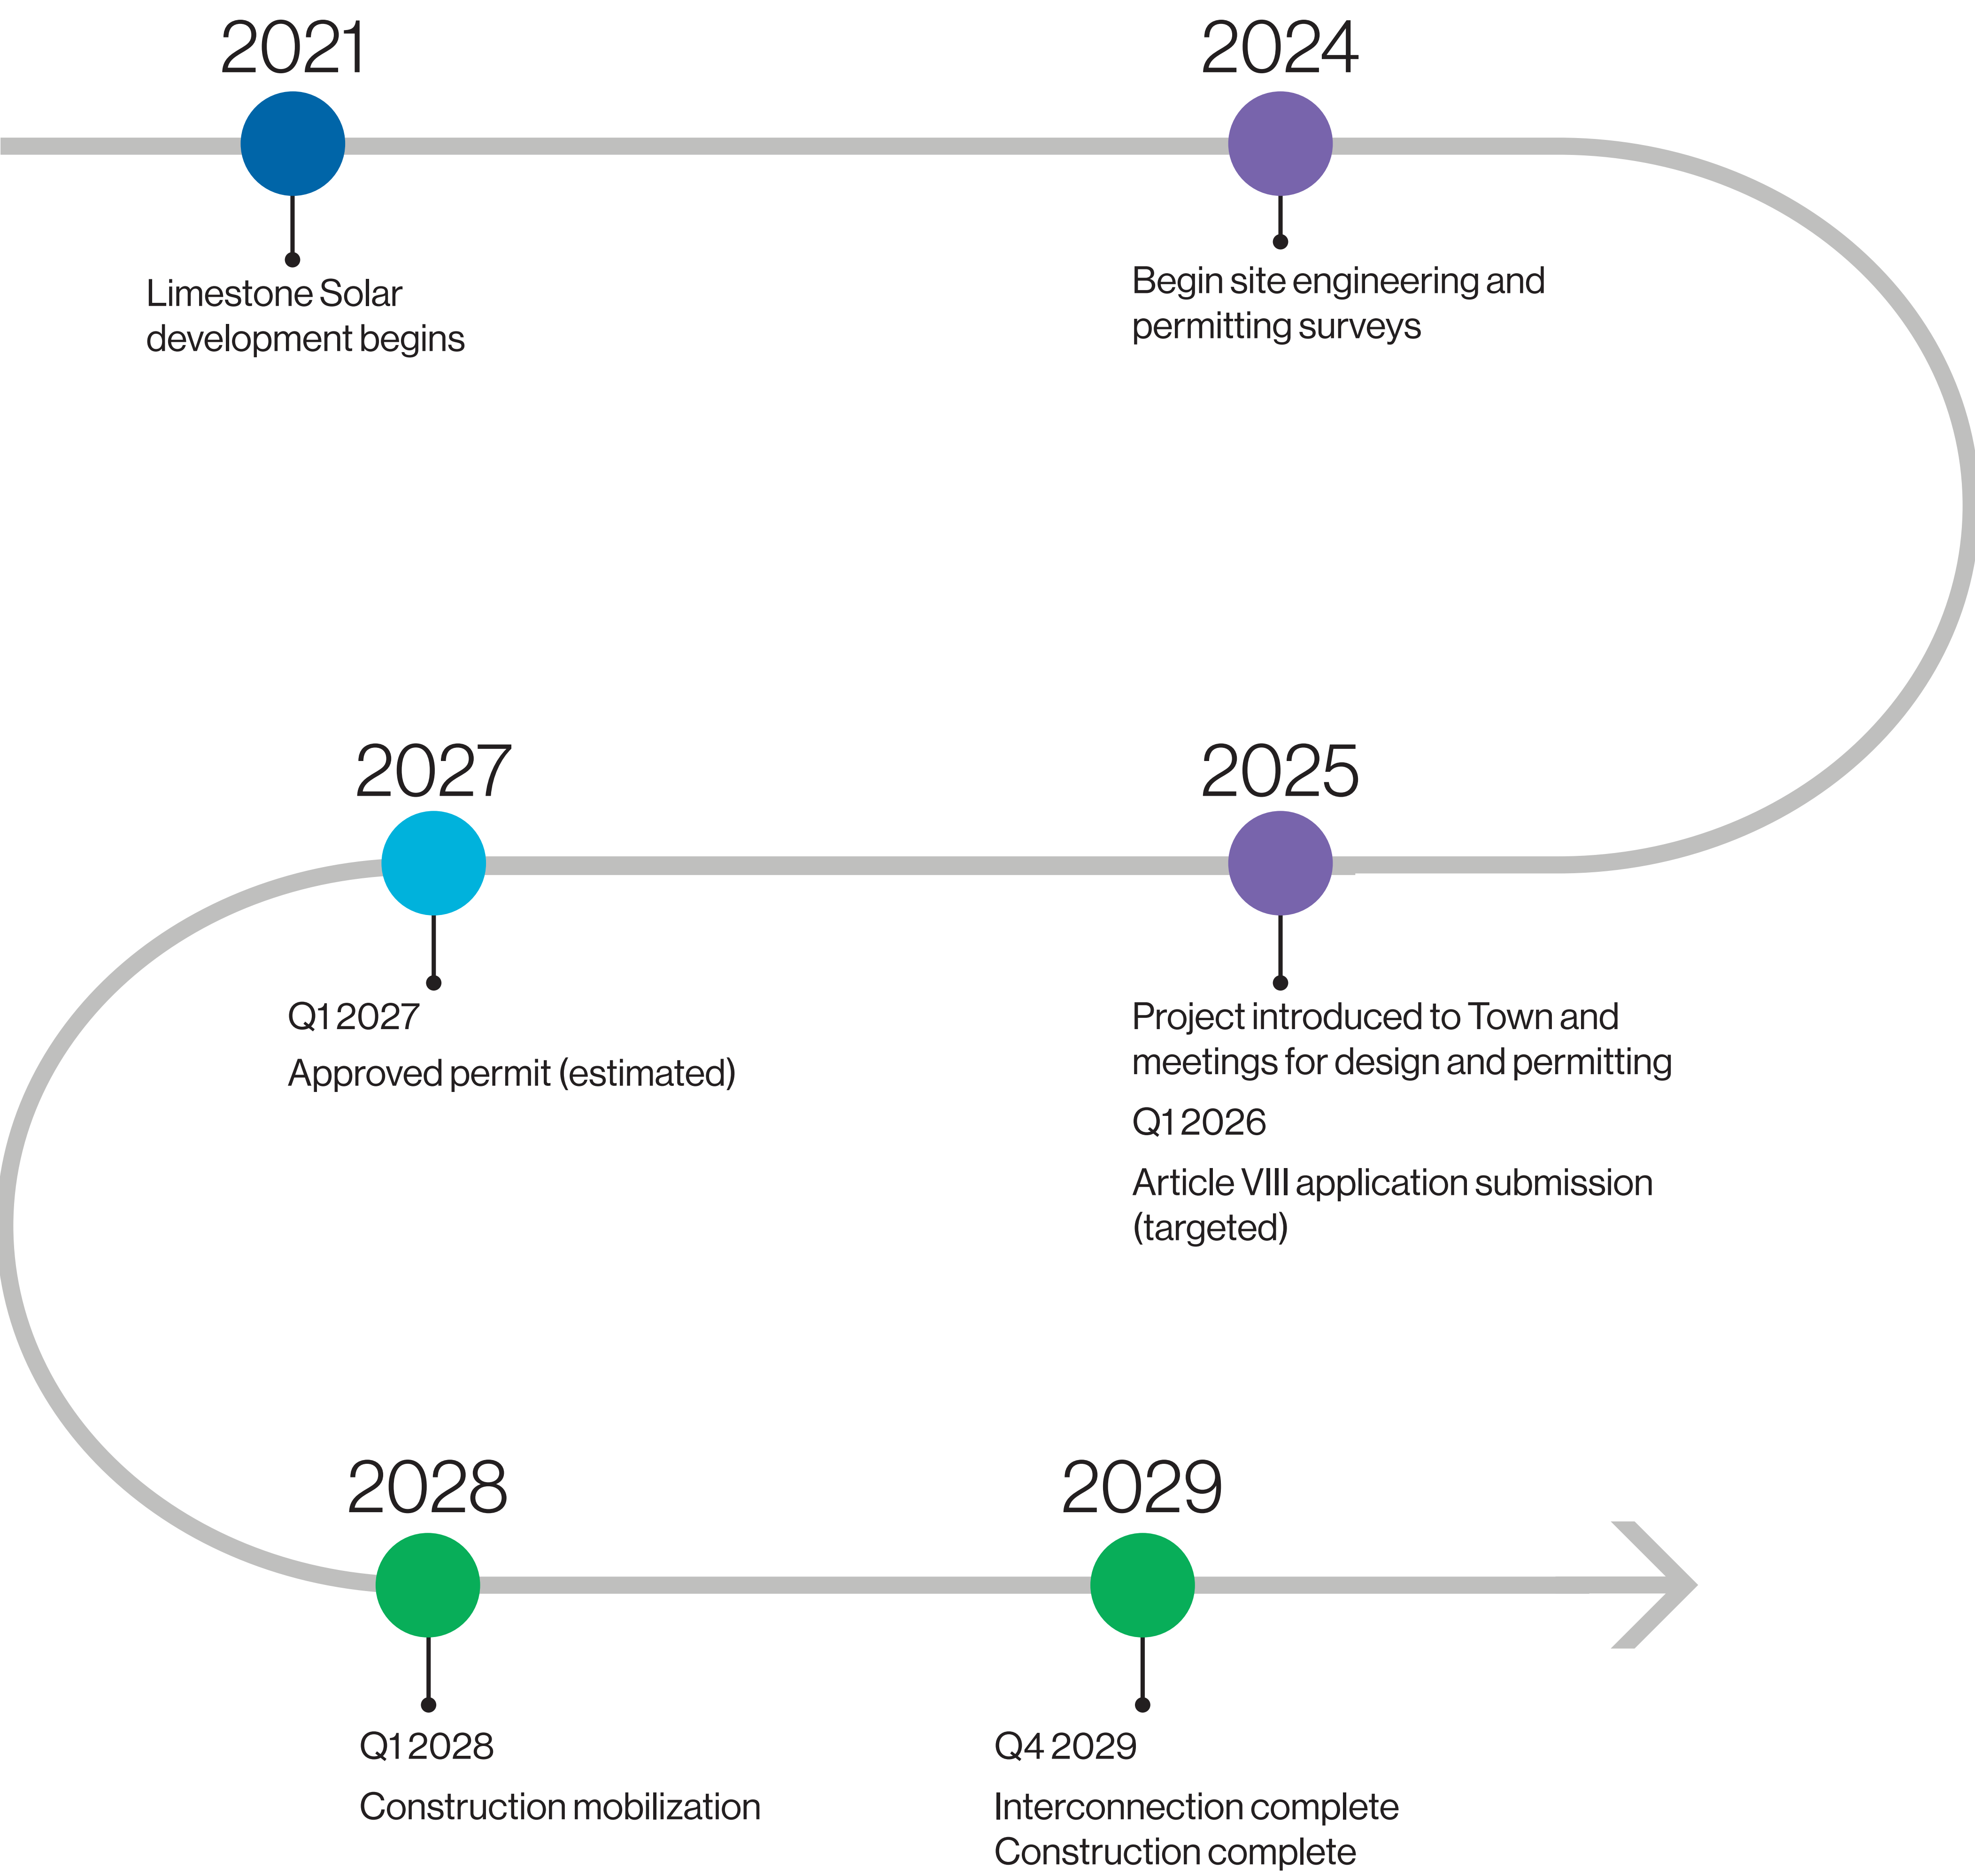 2021
Limestone Solar
development begins
2024
Begin site engineering and
permitting surveys
2025
Project introduced to Town and
meetings for design and permitting
Q1 2026
Article VIII application submission
(targeted)
2027
Q1 2027
Approved permit (estimated)
2028
Q1 2028
Construction mobilization
2029
Q4 2029
Interconnection complete
Construction complete